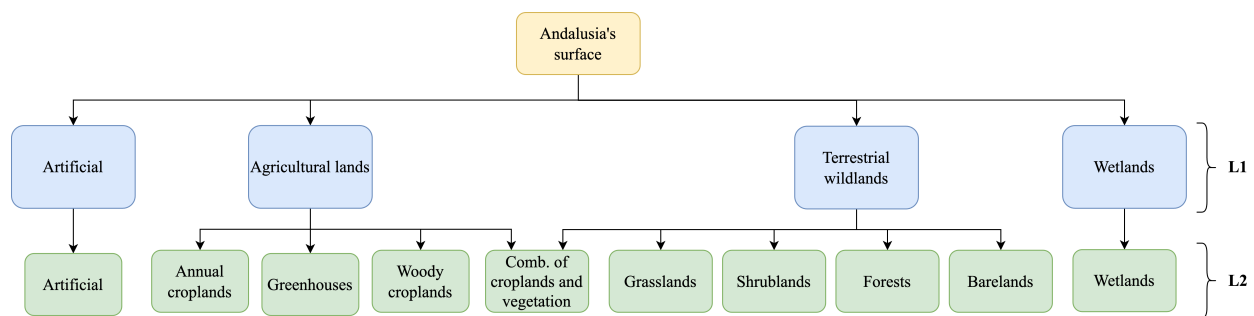 Andalusia's
surface
Artificial
Agricultural lands
Terrestrial
wildlands
Wetlands
L1
Artificial
Annual
croplands
Greenhouses
Woody
croplands
Comb. of
croplands and
vegetation
Grasslands
Shrublands
Forests
Barelands
Wetlands
L2